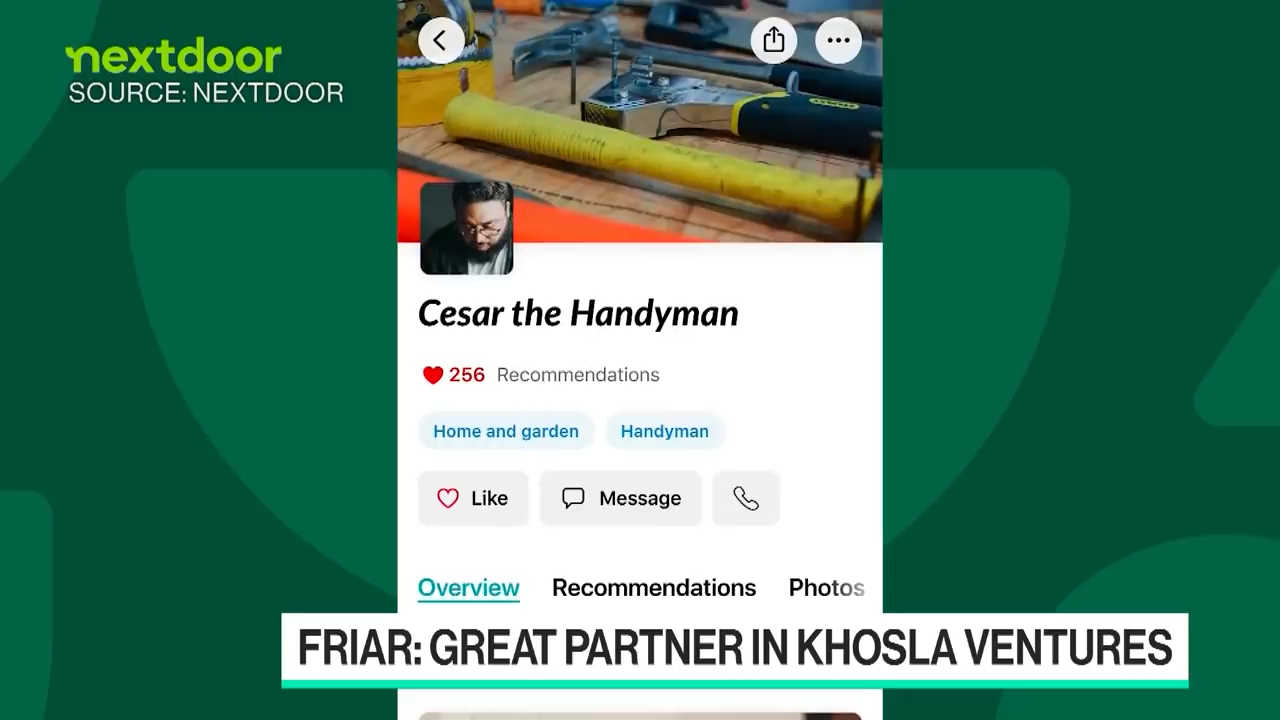 nextdoor
SOURCE: NEXTDOOR
Cesar the Handyman
256 Recommendations
Home and garden Handyman
Like Message
Overview Recommendations Photos
FRIAR: GREAT PARTNER IN KHOSLA VENTURES